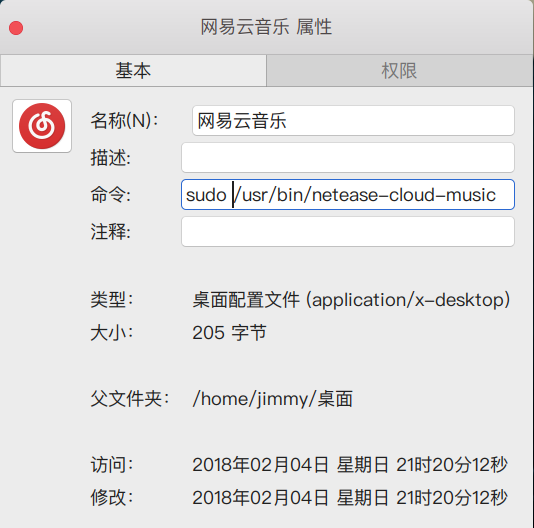 网易云音乐 属性
基本 权限
名称(N)： 网易云音乐
描述:
命令: sudo /usr/bin/netease-cloud-music
注释:
类型： 桌面配置文件 (application/x-desktop)
大小： 205 字节
父文件夹： /home/jimmy/桌面
访问： 2018年02月04日 星期日 21时20分12秒
修改： 2018年02月04日 星期日 21时20分12秒